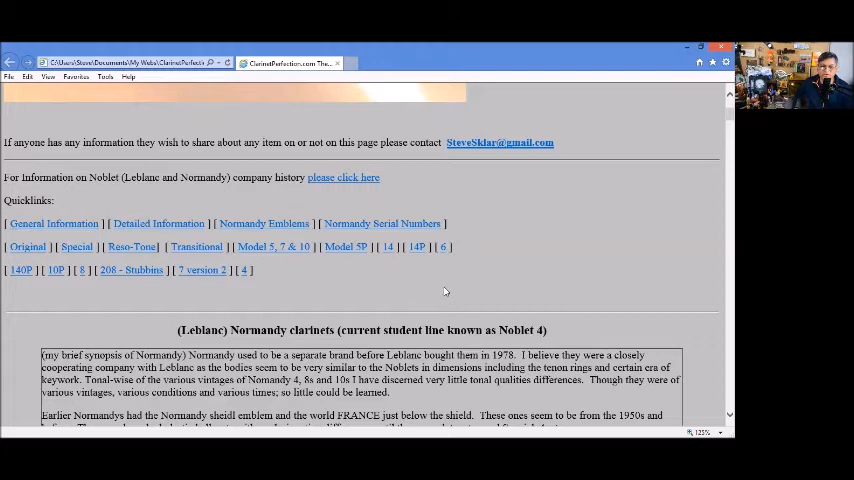 C:\Users\Steve\Documents\My Webs\ClarinetPerfecti
ClarinetPerfection.com The...
File Edit View Favorites Tools Help
If anyone has any information they wish to share about any item on or not on this page please contact SteveSklar@gmail.com
For Information on Noblet (Leblanc and Normandy) company history please click here
Quicklinks:
[ General Information ] [ Detailed Information ] [ Normandy Emblems ] [ Normandy Serial Numbers ]
[ Original ] [ Special ] [ Reso-Tone] [ Transitional ] [ Model 5, 7 & 10 ] [ Model 5P ] [ 14 ] [ 14P ] [ 6 ]
[ 140P ] [ 10P ] [ 8 ] [ 208 - Stubbins ] [ 7 version 2 ] [ 4 ]
(Leblanc) Normandy clarinets (current student line known as Noblet 4)
(my brief synopsis of Normandy) Normandy used to be a separate brand before Leblanc bought them in 1978. I believe they were a closely
cooperating company with Leblanc as the bodies seem to be very similar to the Noblets in dimensions including the tenon rings and certain era of
keywork. Tonal-wise of the various vintages of Nomandy 4, 8s and 10s I have discerned very little tonal qualities differences. Though they were of
various vintages, various conditions and various times; so little could be learned.
Earlier Normandys had the Normandy sheidl emblem and the world FRANCE just below the shield. These ones seem to be from the 1950s and
125%